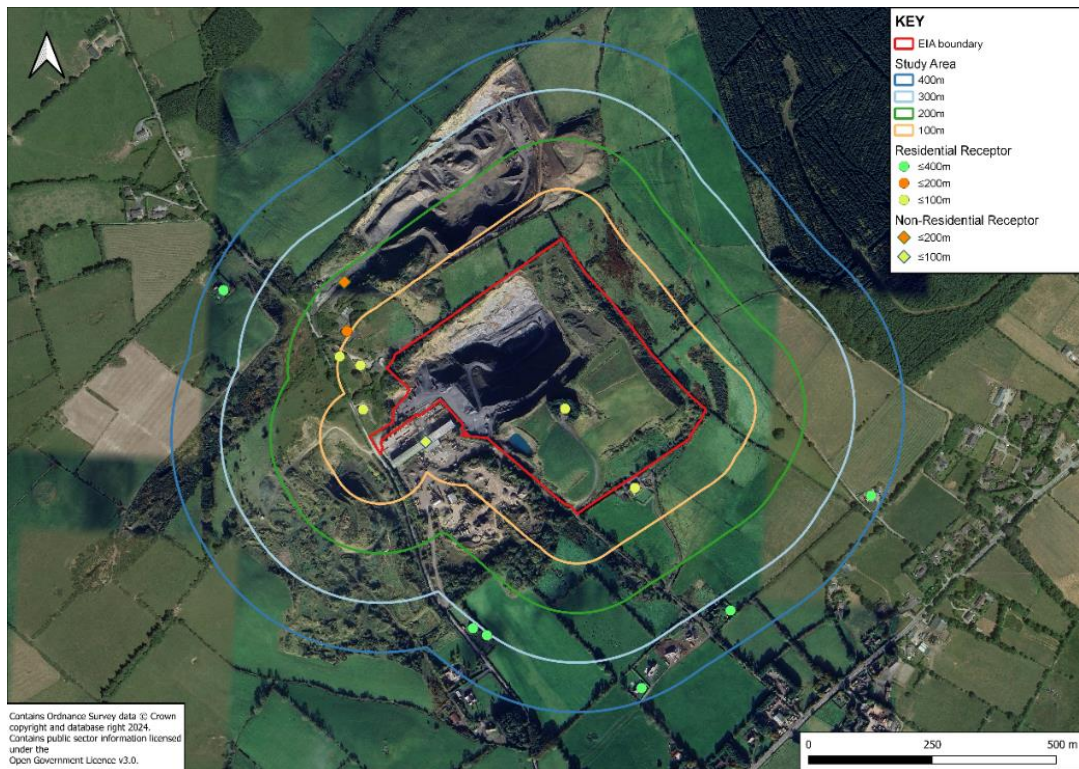 KEY
EIA boundary
Study Area
400m
300m
200m
100m
Residential Receptor
≤400m
≤200m
≤100m
Non-Residential Receptor
≤200m
≤100m
Contains Ordnance Survey data © Crown
copyright and database right 2024.
Contains public sector information licensed
under the
Open Government Licence v3.0.
0 250 500 m